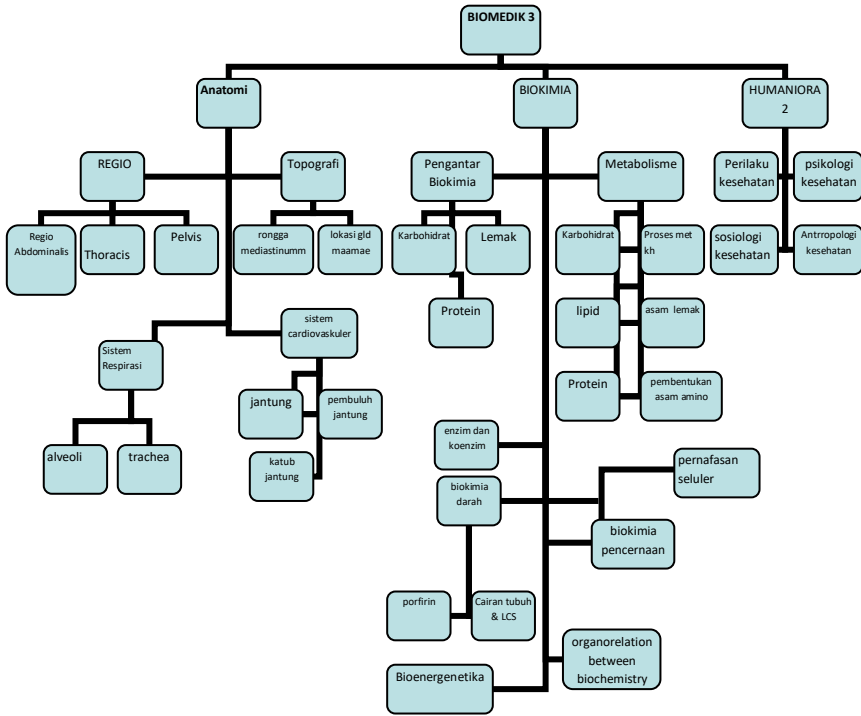 BIOMEDIK 3
Anatomi
BIOKIMIA
HUMANIORA
2
REGIO
Topografi
Pengantar
Biokimia
Metabolisme
Perilaku
kesehatan
psikologi
kesehatan
Regio
Abdominalis
Thoracis
Pelvis
rongga
mediastinumm
lokasi gld
maamae
Karbohidrat
Lemak
Karbohidrat
Proses met
kh
sosiologi
kesehatan
Antrropologi
kesehatan
Protein
lipid
asam lemak
sistem
cardiovaskuler
Sistem
Respirasi
jantung
pembuluh
jantung
Protein
pembentukan
asam amino
alveoli
trachea
katub
jantung
enzim dan
koenzim
pernafasan
seluler
biokimia
darah
biokimia
pencernaan
porfirin
Cairan tubuh
& LCS
organorelation
between
biochemistry
Bioenergenetika